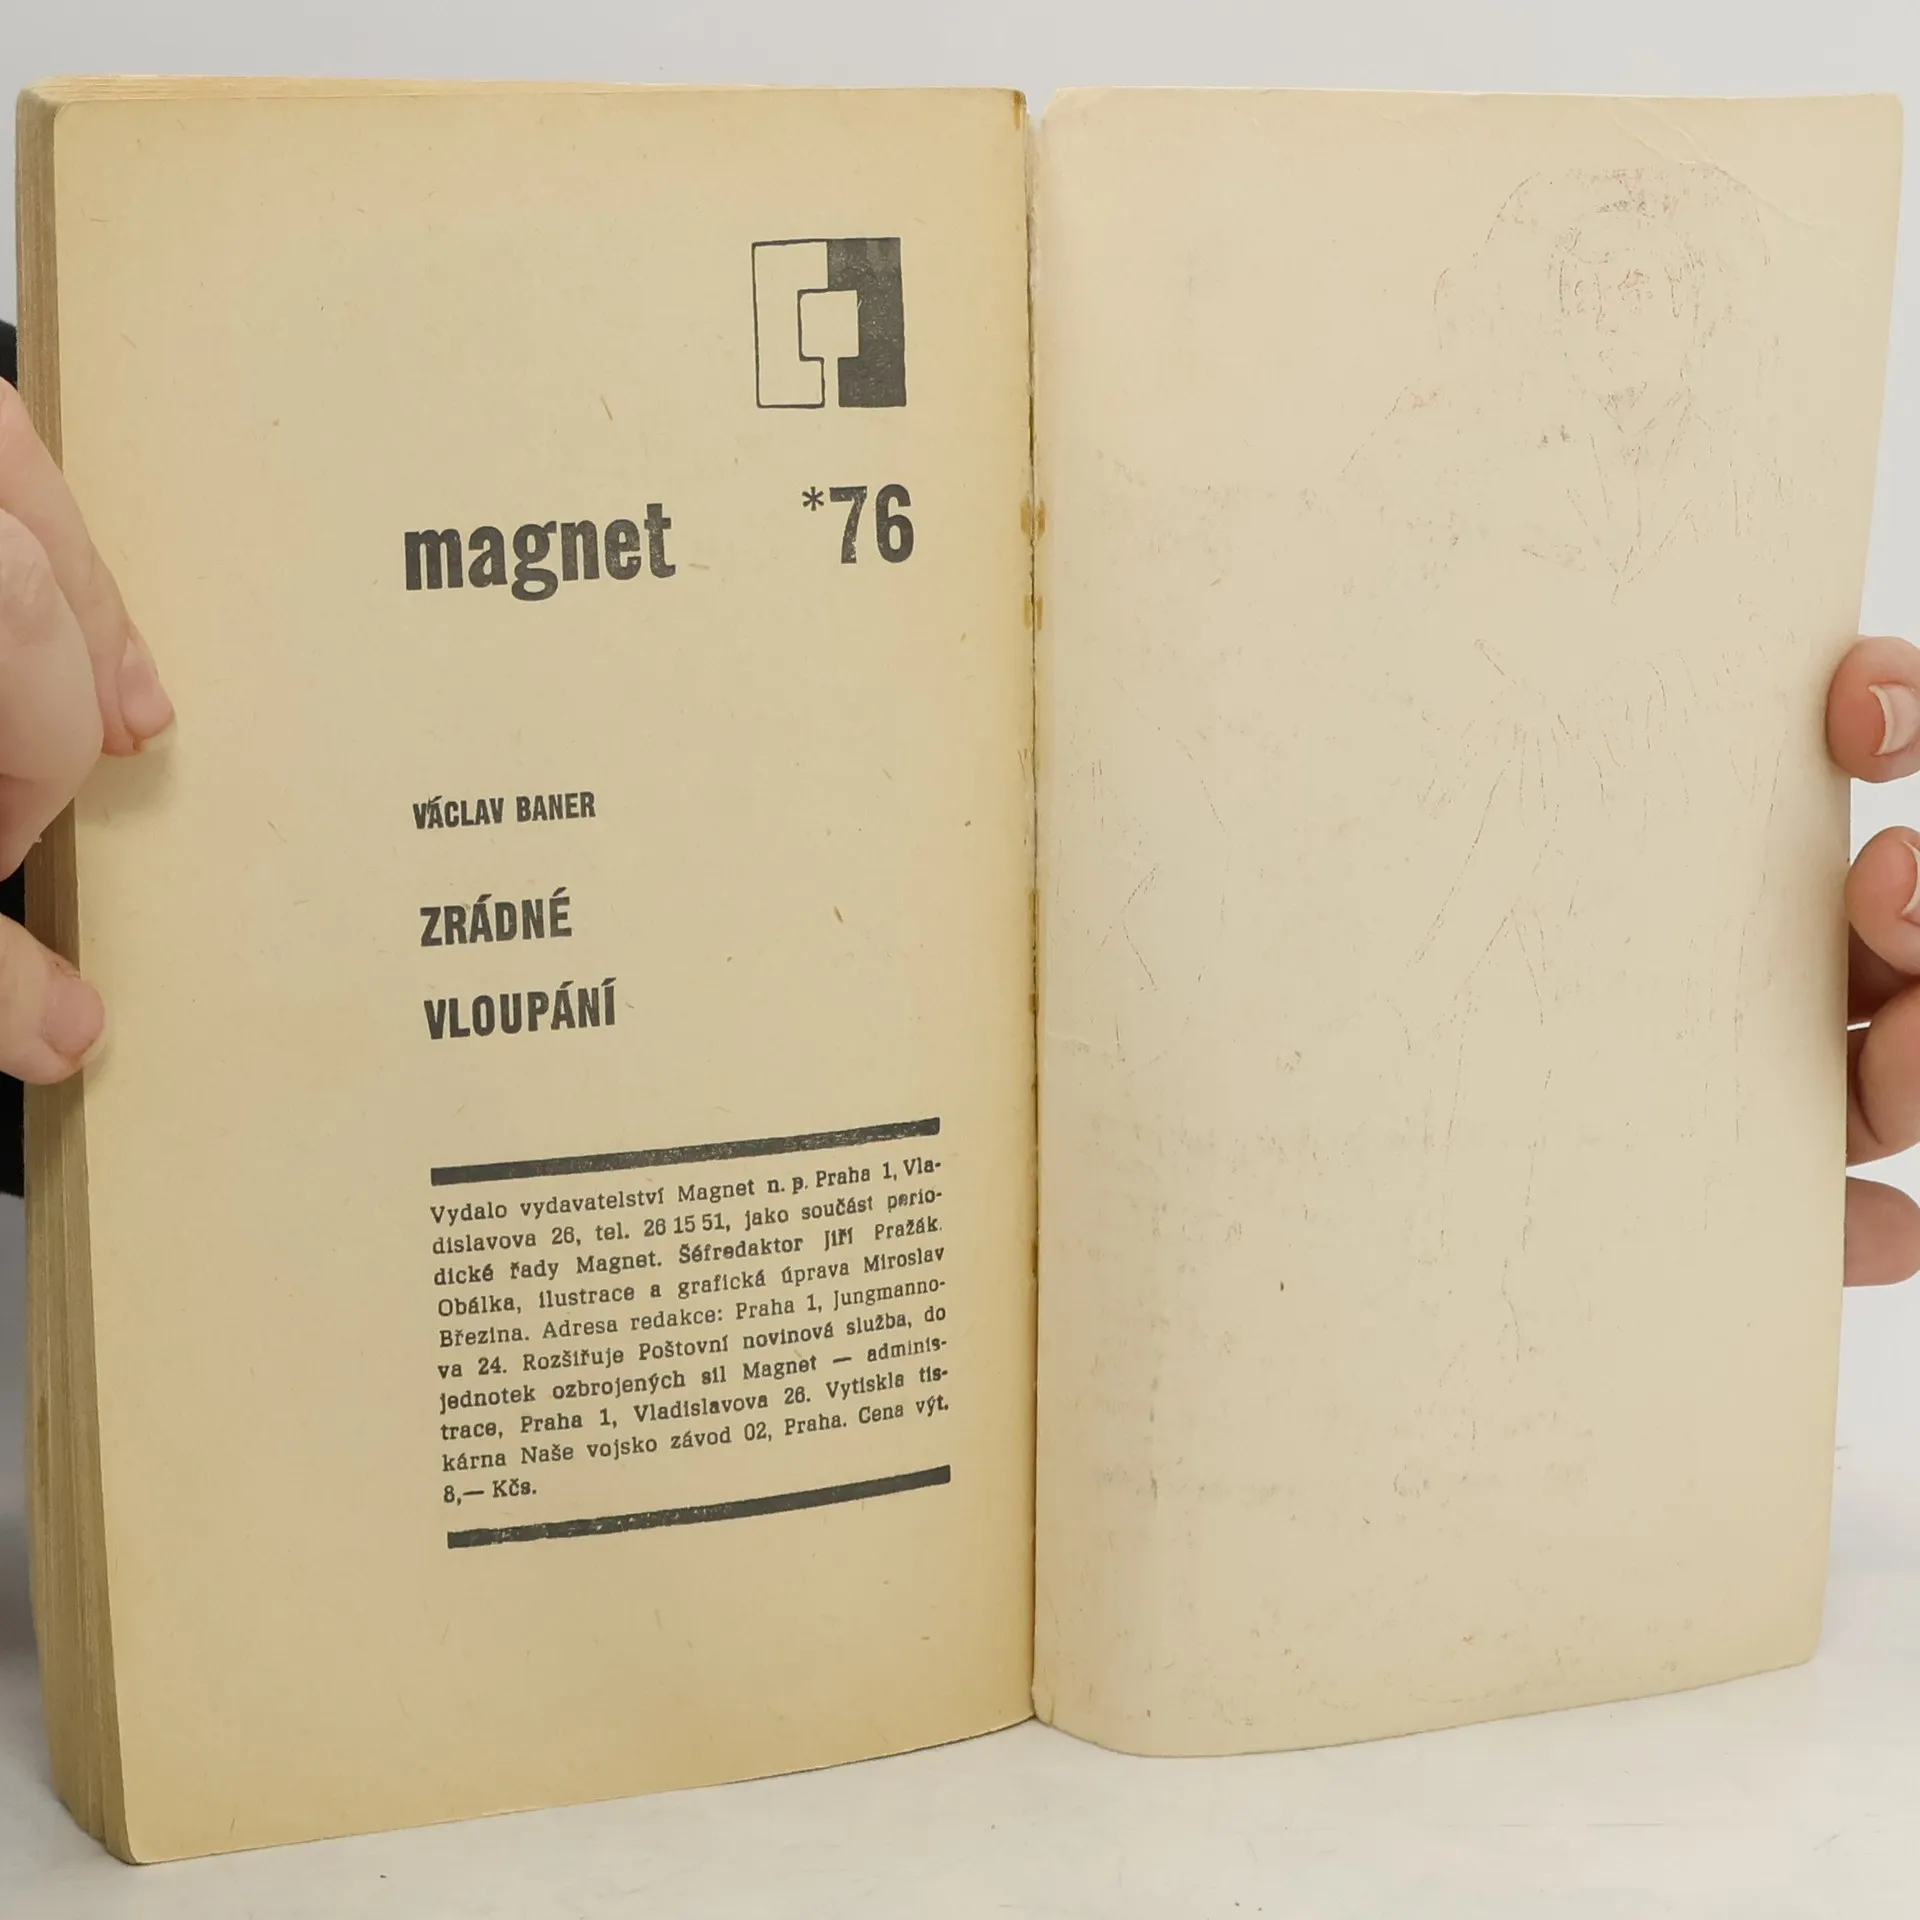 magnet *76
VÁCLAV BANER
ZRÁDNÉ
VLOUPÁNÍ
Vydalo vydavatelství Magnet n. p. Praha 1, Vla-
dislavova 26, tel. 26 15 51, jako součást perio-
dické řady Magnet. Šéfredaktor Jiří Pražák.
Obálka, ilustrace a grafická úprava Miroslav
Březina. Adresa redakce: Praha 1, Jungmanno-
va 24. Rozšiřuje Poštovní novinová služba, do
jednotek ozbrojených sil Magnet — adminis-
trace, Praha 1, Vladislavova 26. Vytiskla tis-
kárna Naše vojsko závod 02, Praha. Cena výt.
8,— Kčs.